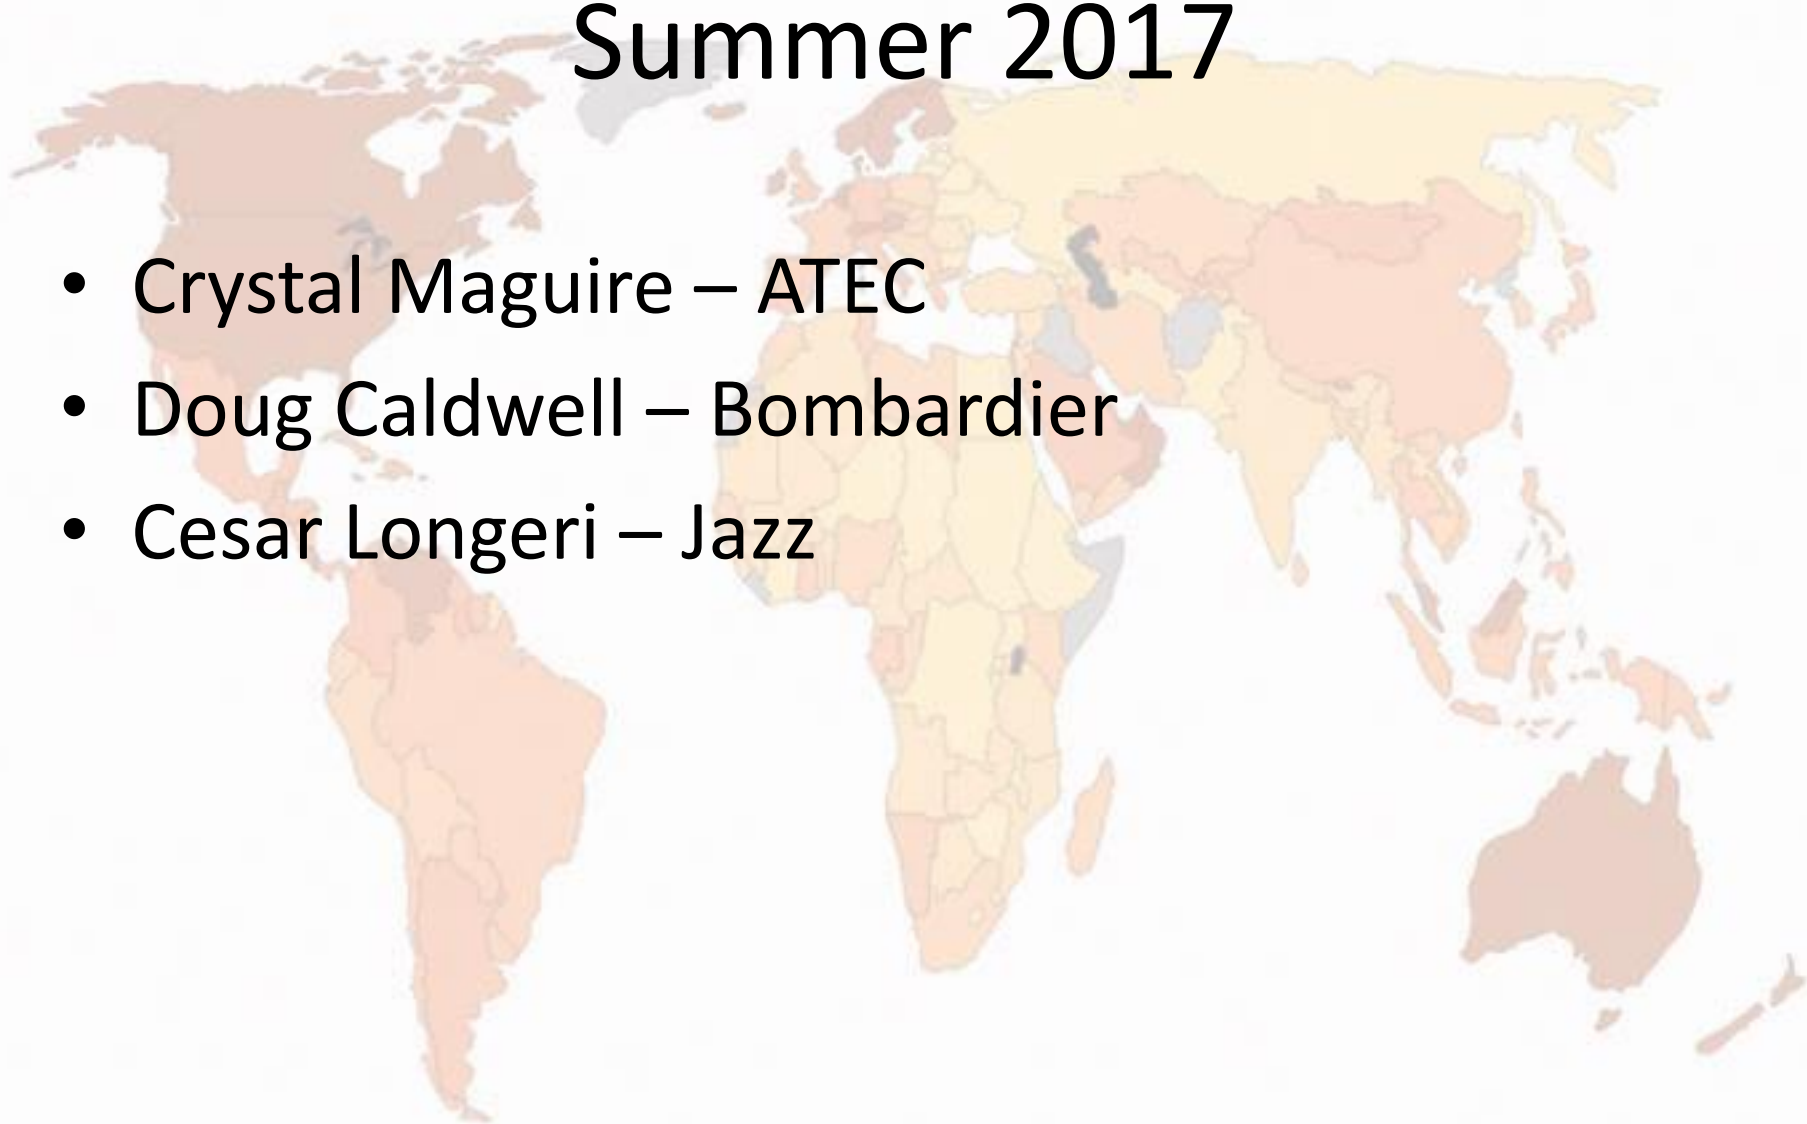 Summer 2017
• Crystal Maguire – ATEC
• Doug Caldwell – Bombardier
• Cesar Longeri – Jazz